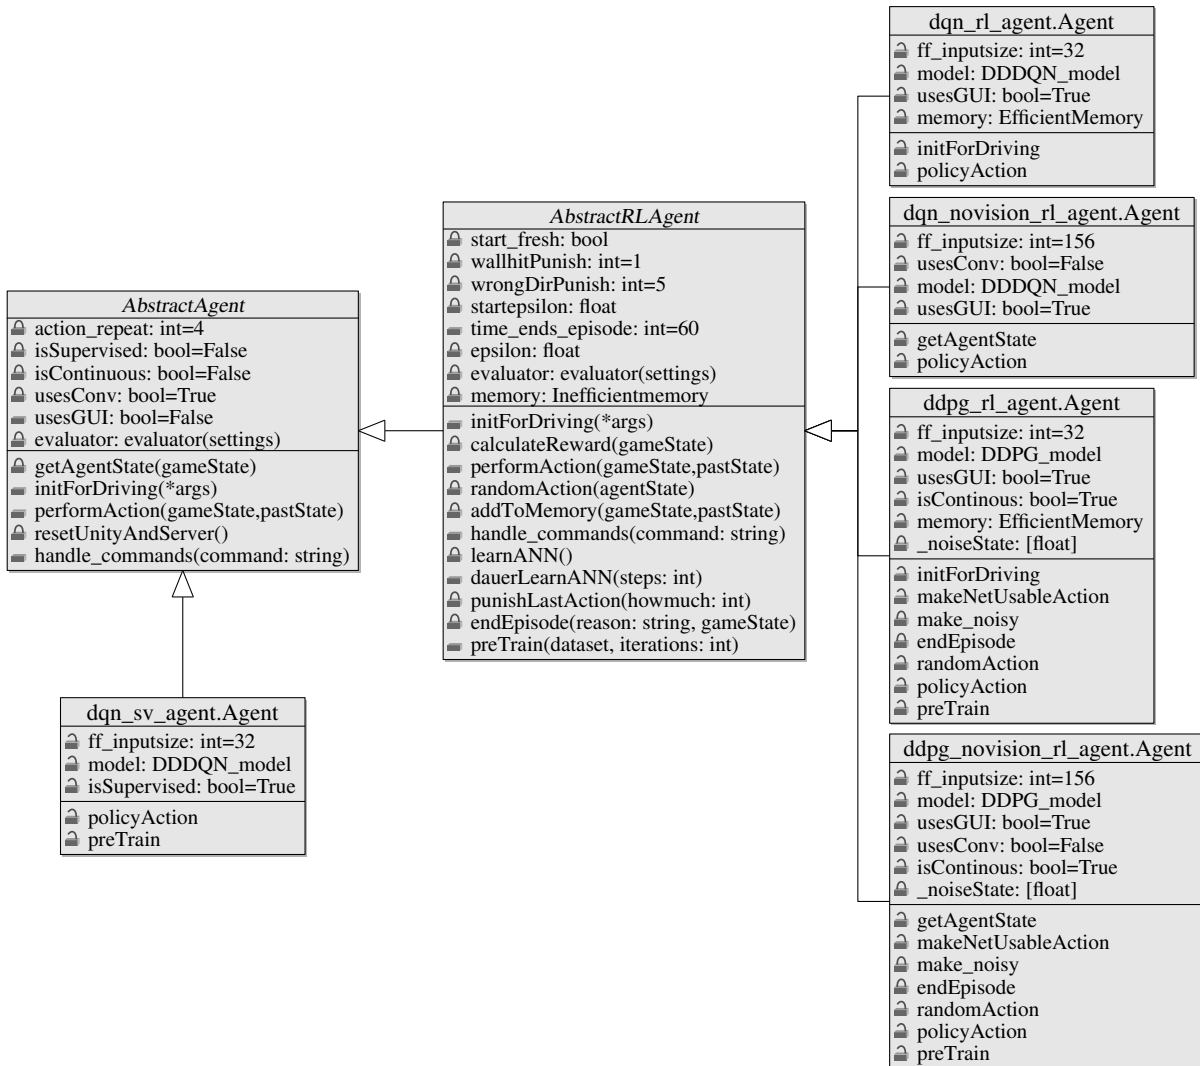 AbstractAgent
action_repeat: int=4
isSupervised: bool=False
isContinuous: bool=False
usesConv: bool=True
usesGUI: bool=False
evaluator: evaluator(settings)
getAgentState(gameState)
initForDriving(*args)
performAction(gameState,pastState)
resetUnityAndServer()
handle_commands(command: string)
dqn_sv_agent.Agent
ff_inputsize: int=32
model: DDDQN_model
isSupervised: bool=True
policyAction
preTrain
AbstractRLAgent
start_fresh: bool
wallhitPunish: int=1
wrongDirPunish: int=5
startepsilon: float
time_ends_episode: int=60
epsilon: float
evaluator: evaluator(settings)
memory: Inefficientmemory
initForDriving(*args)
calculateReward(gameState)
performAction(gameState,pastState)
randomAction(agentState)
addToMemory(gameState,pastState)
handle_commands(command: string)
learnANN()
dauerLearnANN(steps: int)
punishLastAction(howmuch: int)
endEpisode(reason: string, gameState)
preTrain(dataset, iterations: int)
dqn_rl_agent.Agent
ff_inputsize: int=32
model: DDDQN_model
usesGUI: bool=True
memory: EfficientMemory
initForDriving
policyAction
dqn_novision_rl_agent.Agent
ff_inputsize: int=156
usesConv: bool=False
model: DDDQN_model
usesGUI: bool=True
getAgentState
policyAction
ddpg_rl_agent.Agent
ff_inputsize: int=32
model: DDPG_model
usesGUI: bool=True
isContinous: bool=True
memory: EfficientMemory
_noiseState: [float]
initForDriving
makeNetUsableAction
make_noisy
endEpisode
randomAction
policyAction
preTrain
ddpg_novision_rl_agent.Agent
ff_inputsize: int=156
model: DDPG_model
usesGUI: bool=True
usesConv: bool=False
isContinous: bool=True
_noiseState: [float]
getAgentState
makeNetUsableAction
make_noisy
endEpisode
randomAction
policyAction
preTrain